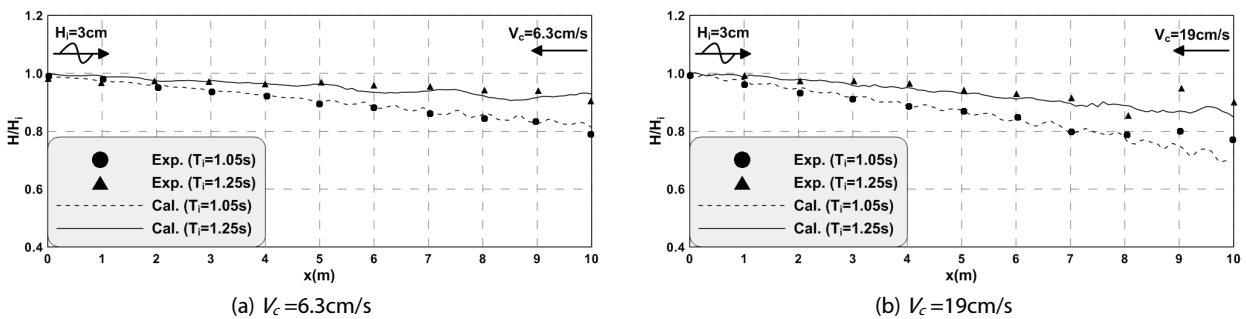 Hi=3cm
Vc=6.3cm/s
H/Hi
1.2
1.0
0.8
0.6
0.4
Exp. (Ti=1.05s)
Exp. (Ti=1.25s)
Cal. (Ti=1.05s)
Cal. (Ti=1.25s)
0 1 2 3 4 5 6 7 8 9 10
x(m)
(a) Vc=6.3cm/s
Hi=3cm
Vc=19cm/s
H/Hi
1.2
1.0
0.8
0.6
0.4
Exp. (Ti=1.05s)
Exp. (Ti=1.25s)
Cal. (Ti=1.05s)
Cal. (Ti=1.25s)
0 1 2 3 4 5 6 7 8 9 10
x(m)
(b) Vc=19cm/s